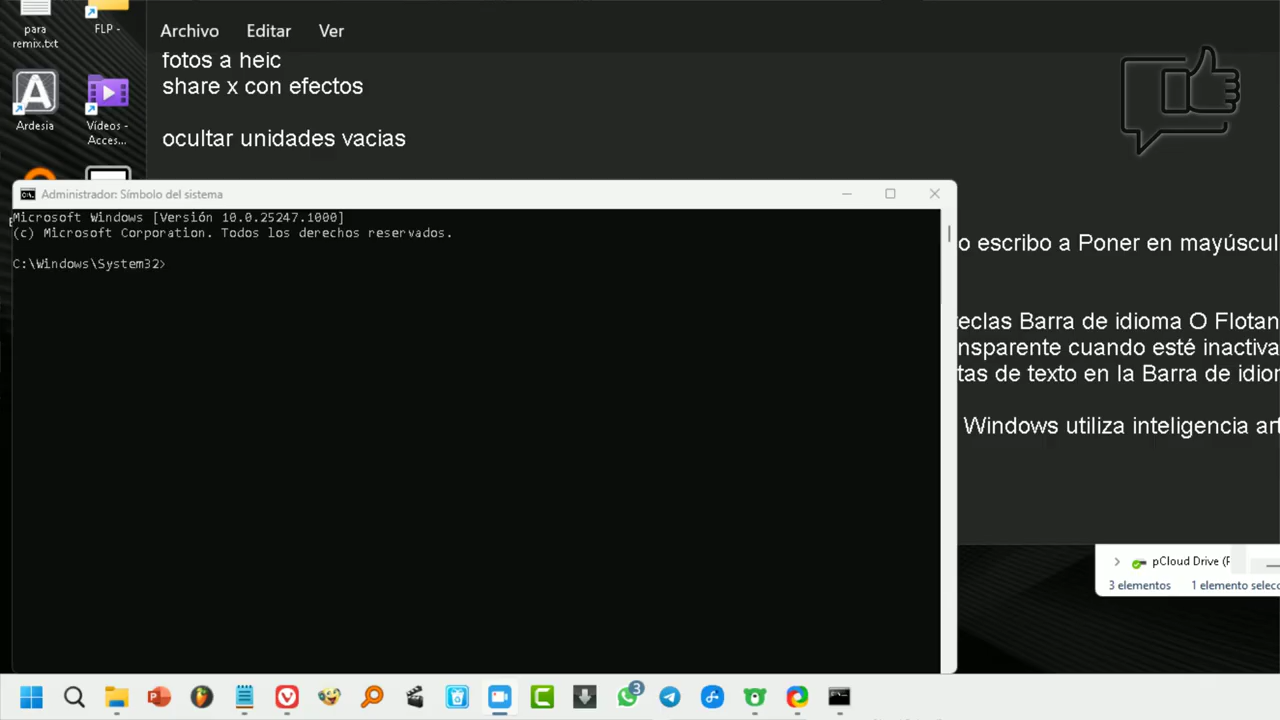 para
remix.txt
FLP -
Ardesia
Vídeos -
Acces...
Archivo Editar Ver
fotos a heic
share x con efectos
ocultar unidades vacias
Administrador: Símbolo del sistema
Microsoft Windows [Versión 10.0.25247.1000]
(c) Microsoft Corporation. Todos los derechos reservados.
C:\Windows\System32>
o escribo a Poner en mayúscul
teclas Barra de idioma O Flotan
nsparente cuando esté inactiva
tas de texto en la Barra de idior
Windows utiliza inteligencia art
pCloud Drive (F
3 elementos 1 elemento selecc
3